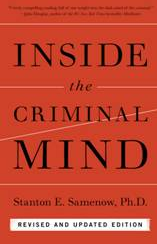 INSIDE
the
CRIMINAL
MIND
Stanton E. Samenow, Ph.D.
REVISED AND UPDATED EDITION